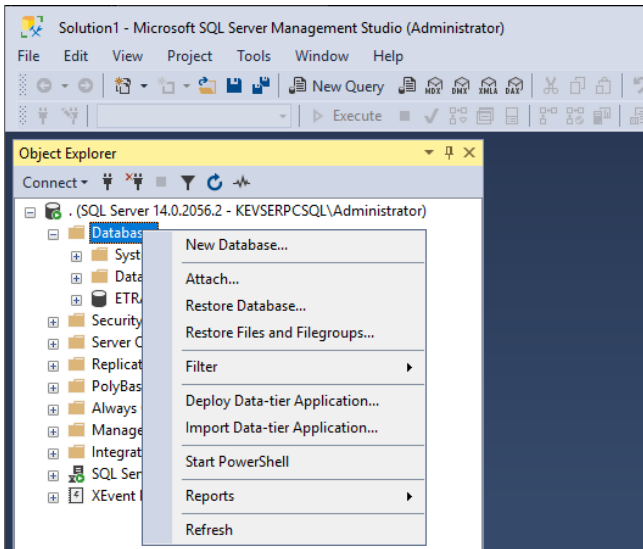 Solution1 - Microsoft SQL Server Management Studio (Administrator)
File Edit View Project Tools Window Help
New Query MDX DMX XMLA DAX
Execute
Object Explorer
Connect
. (SQL Server 14.0.2056.2 - KEVSERPCSQL\Administrator)
Databas
New Database...
Syst
Attach...
Data
Restore Database...
ETRA
Restore Files and Filegroups...
Security
Server O
Filter
Replicat
PolyBas
Deploy Data-tier Application...
Always
Import Data-tier Application...
Manage
Integrat
Start PowerShell
SQL Ser
XEvent
Reports
Refresh